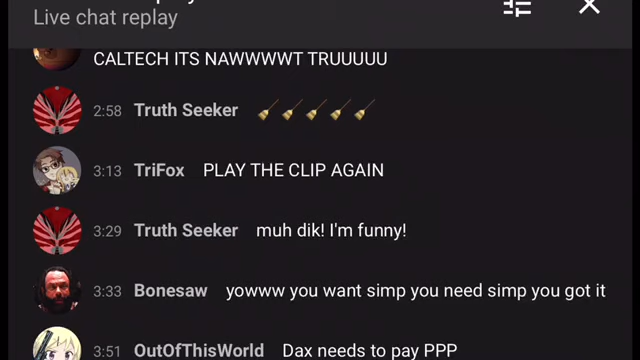 Live chat replay
CALTECH ITS NAWWWWT TRUUUUU
2:58 Truth Seeker 🧹🧹🧹🧹🧹
3:13 TriFox PLAY THE CLIP AGAIN
3:29 Truth Seeker muh dik! I'm funny!
3:33 Bonesaw yowww you want simp you need simp you got it
3:51 OutOfThisWorld Dax needs to pay PPP